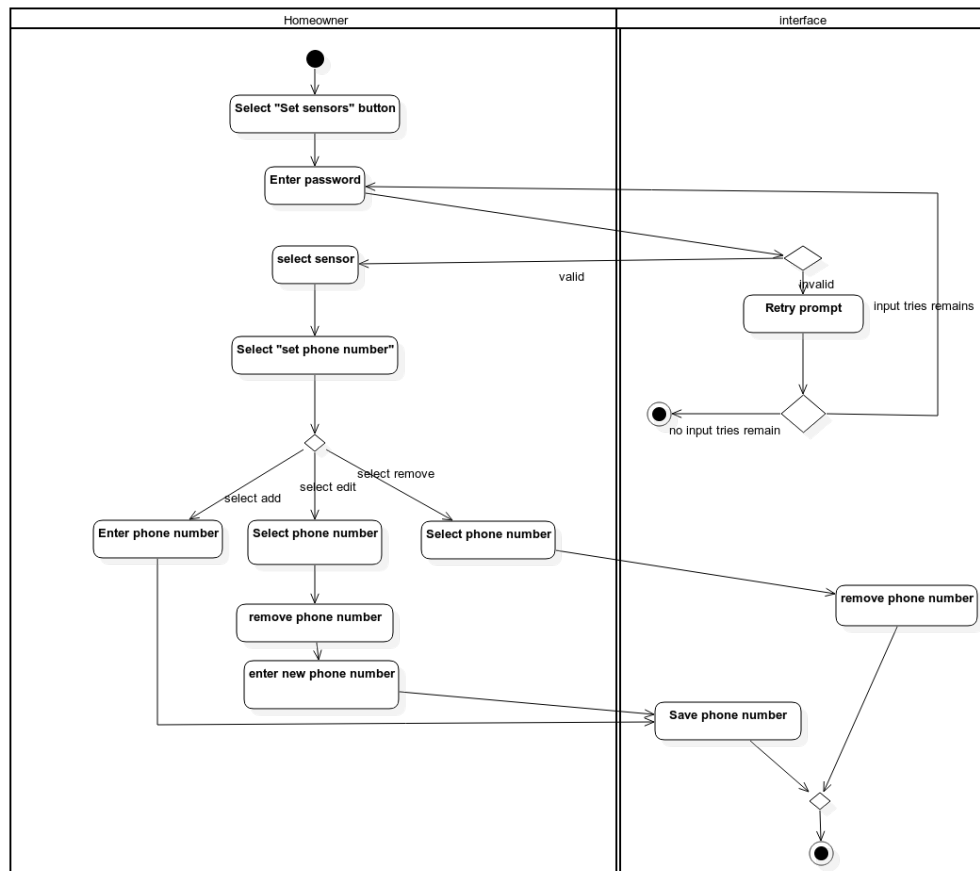 Homeowner
interface
Select "Set sensors" button
Enter password
select sensor
valid
invalid
Retry prompt
input tries remains
Select "set phone number"
no input tries remain
select remove
select edit
select add
Enter phone number
Select phone number
Select phone number
remove phone number
remove phone number
enter new phone number
Save phone number